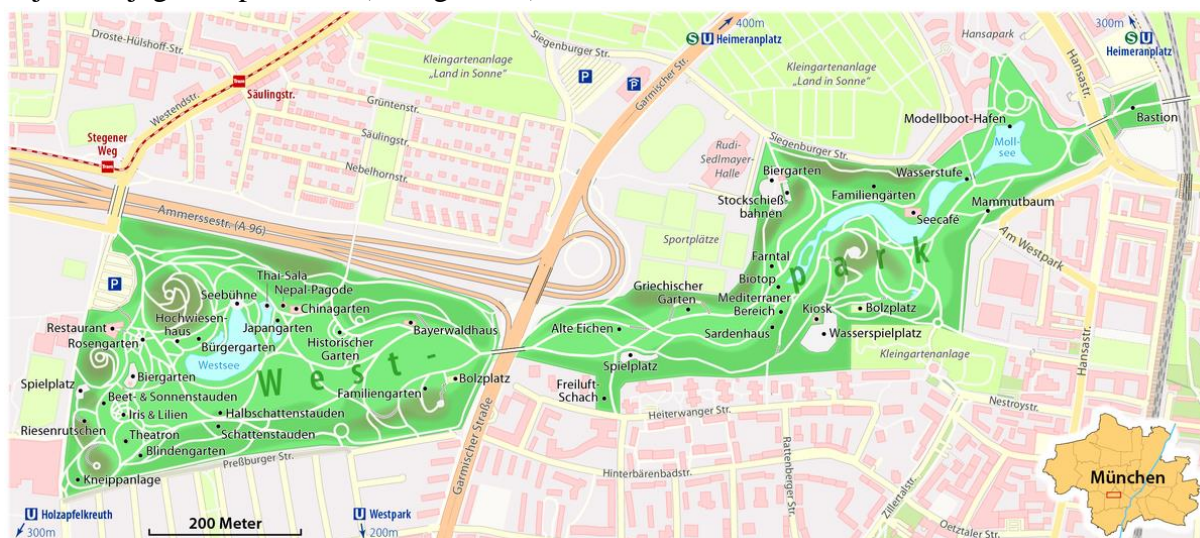 Droste-Hülshoff-Str.
Westendstr.
Tram
Säulingstr.
Stegener
Weg
Tram
Grüntenstr.
Säulingstr.
Nebelhornstr.
Ammerseestr. (A 96)
Siegenburger Str.
P
P
Kleingartenanlage
„Land in Sonne“
400m
S U Heimeranplatz
Garmischer Str.
Kleingartenanlage
„Land in Sonne“
Hansapark
Hansastr.
300m
S U
Heimeranplatz
Bastion
Modellboot-Hafen
Moll-
see
Siegenburger Str.
Rudi-
Sedlmayer-
Halle
Biergarten
Stockschieß-
bahnen
Familiengärten
Wasserstufe
Seecafé
Mammutbaum
Am Westpark
Sportplätze
Farntal
Biotop
Mediterraner
Bereich
Sardenhaus
Griechischer
Garten
Kiosk
Bolzplatz
Wasserspielplatz
Kleingartenanlage
Alte Eichen
Spielplatz
Freiluft-
Schach
West-
park
P
Thai-Sala
Nepal-Pagode
Seebühne
Chinagarten
Restaurant
Rosengarten
Hochwiesen-
haus
Japangarten
Bürgergarten
Historischer
Garten
Bayerwaldhaus
Westsee
Spielplatz
Biergarten
Beet- & Sonnenstauden
Iris & Lilien
Halbschattenstauden
Familiengarten
Bolzplatz
Riesenrutschen
Theatron
Schattenstauden
Blindengarten
Kneippanlage
Preßburger Str.
Garmischer Straße
Heiterwanger Str.
Hinterbärenbadstr.
Rattenberger Str.
Zillertalstr.
Nestroystr.
Hansastr.
Oetztaler Str.
U Holzapfelkreuth
300m
200 Meter
U Westpark
200m
München